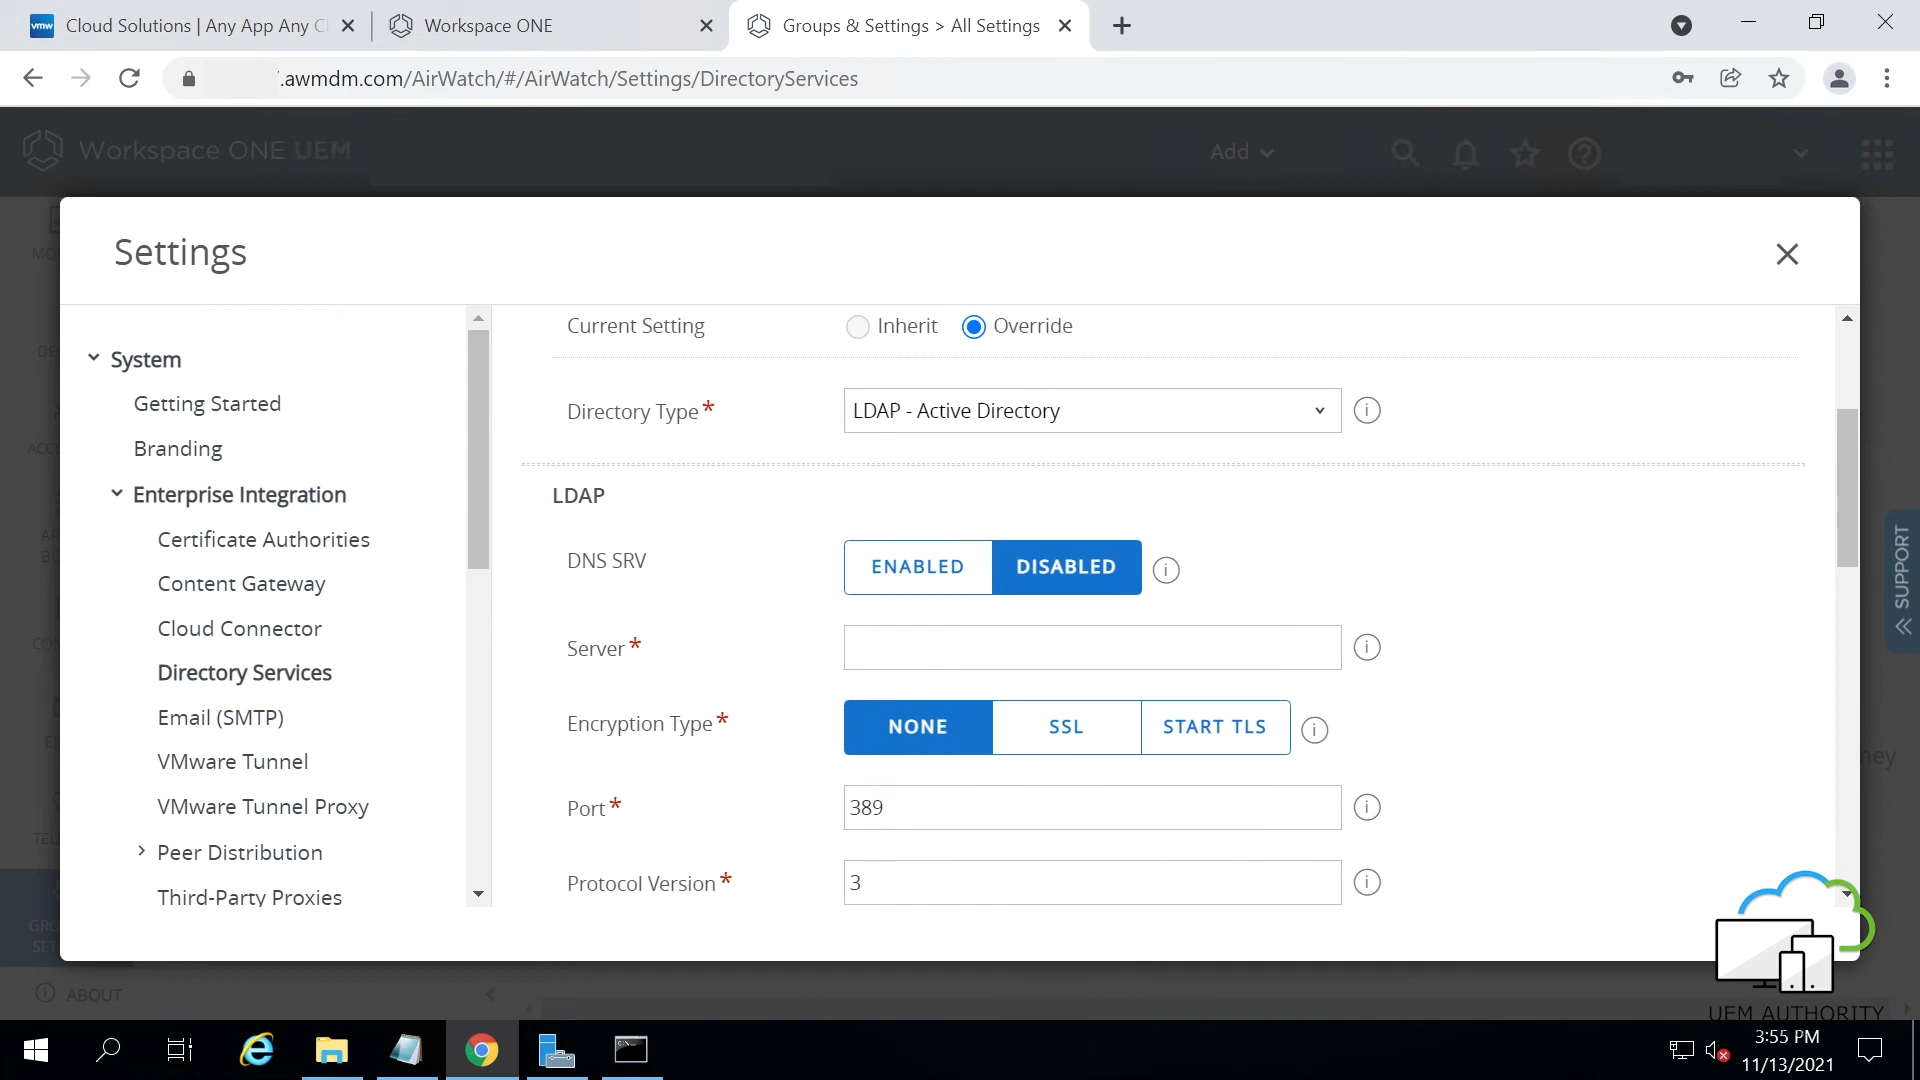 vmw Cloud Solutions | Any App Any Cl
Workspace ONE
Groups & Settings > All Settings
.awmdm.com/AirWatch/#/AirWatch/Settings/DirectoryServices
Workspace ONE UEM
Add
Settings
Current Setting
Inherit
Override
System
Getting Started
Branding
Enterprise Integration
Certificate Authorities
Content Gateway
Cloud Connector
Directory Services
Email (SMTP)
VMware Tunnel
VMware Tunnel Proxy
Peer Distribution
Third-Party Proxies
Directory Type*
LDAP - Active Directory
LDAP
DNS SRV
ENABLED
DISABLED
Server*
Encryption Type*
NONE
SSL
START TLS
Port*
389
Protocol Version*
3
SUPPORT
ABOUT
UEM AUTHORITY
3:55 PM
11/13/2021